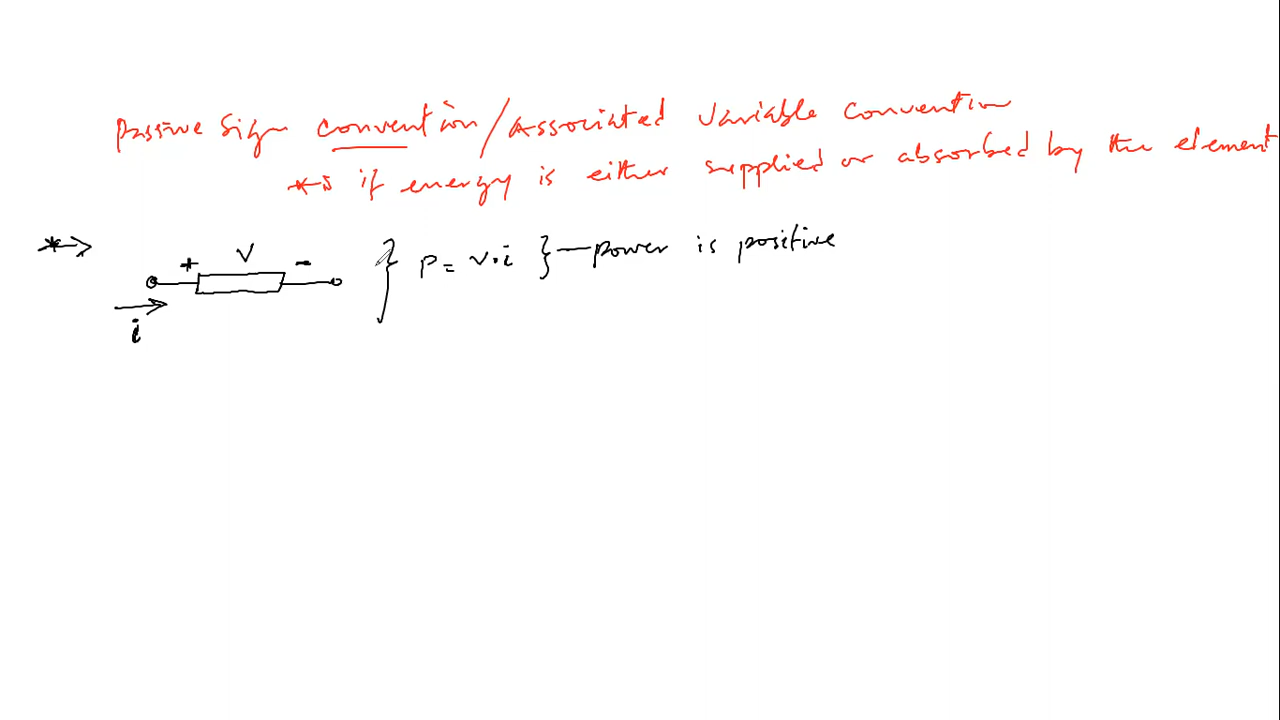 Passive Sign convention/Associated Variable convention
*→ if energy is either supplied or absorbed by the element
*→
+ V -
{ P = V.i } — power is positive
i